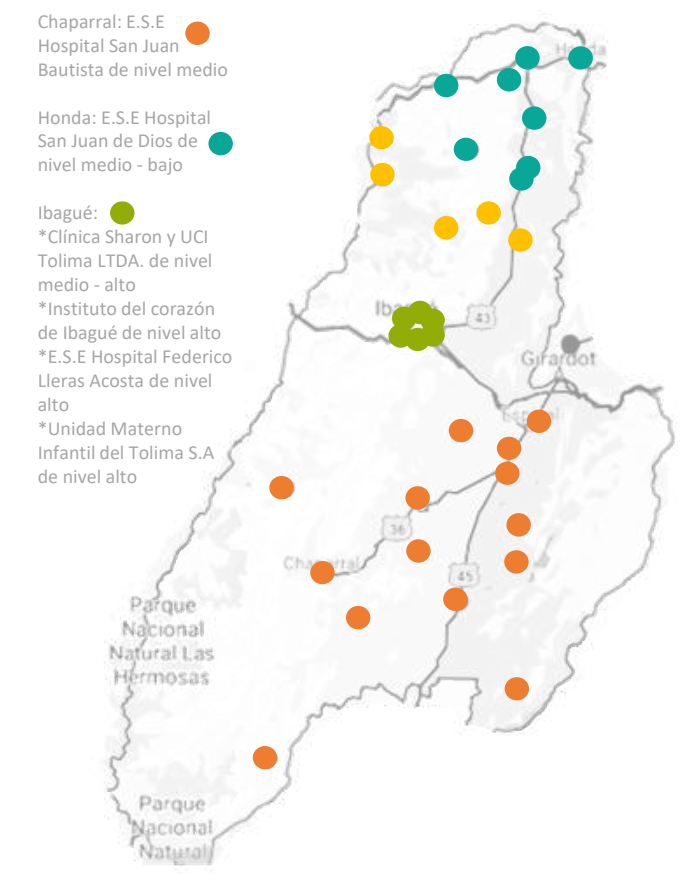 Chaparral: E.S.E
Hospital San Juan
Bautista de nivel medio
Honda: E.S.E Hospital
San Juan de Dios de
nivel medio - bajo
Ibagué:
*Clínica Sharon y UCI
Tolima LTDA. de nivel
medio - alto
*Instituto del corazón
de Ibagué de nivel alto
*E.S.E Hospital Federico
Lleras Acosta de nivel
alto
*Unidad Materno
Infantil del Tolima S.A
de nivel alto
43
Girardot
36
Chaparral
45
Parque
Nacional
Natural Las
Hermosas
Parque
Nacional
Natural